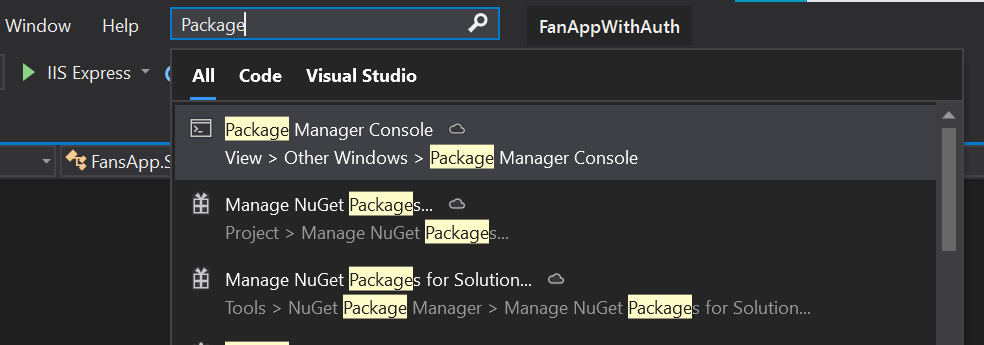 Window Help Package FanAppWithAuth
IIS Express
All Code Visual Studio
Package Manager Console
View > Other Windows > Package Manager Console
FansApp.S
Manage NuGet Packages...
Project > Manage NuGet Packages...
Manage NuGet Packages for Solution...
Tools > NuGet Package Manager > Manage NuGet Packages for Solution...